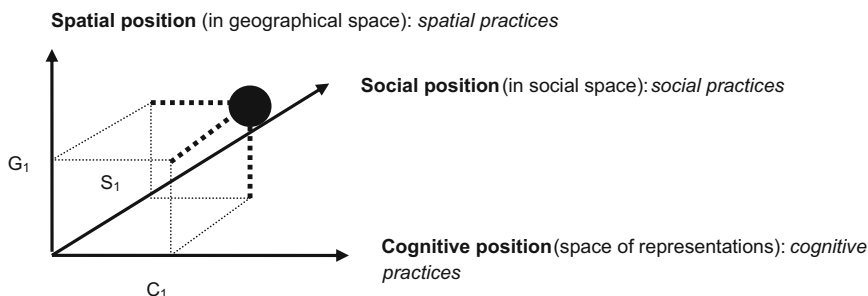 Spatial position (in geographical space): spatial practices
Social position (in social space): social practices
G1
S1
Cognitive position (space of representations): cognitive
practices
C1